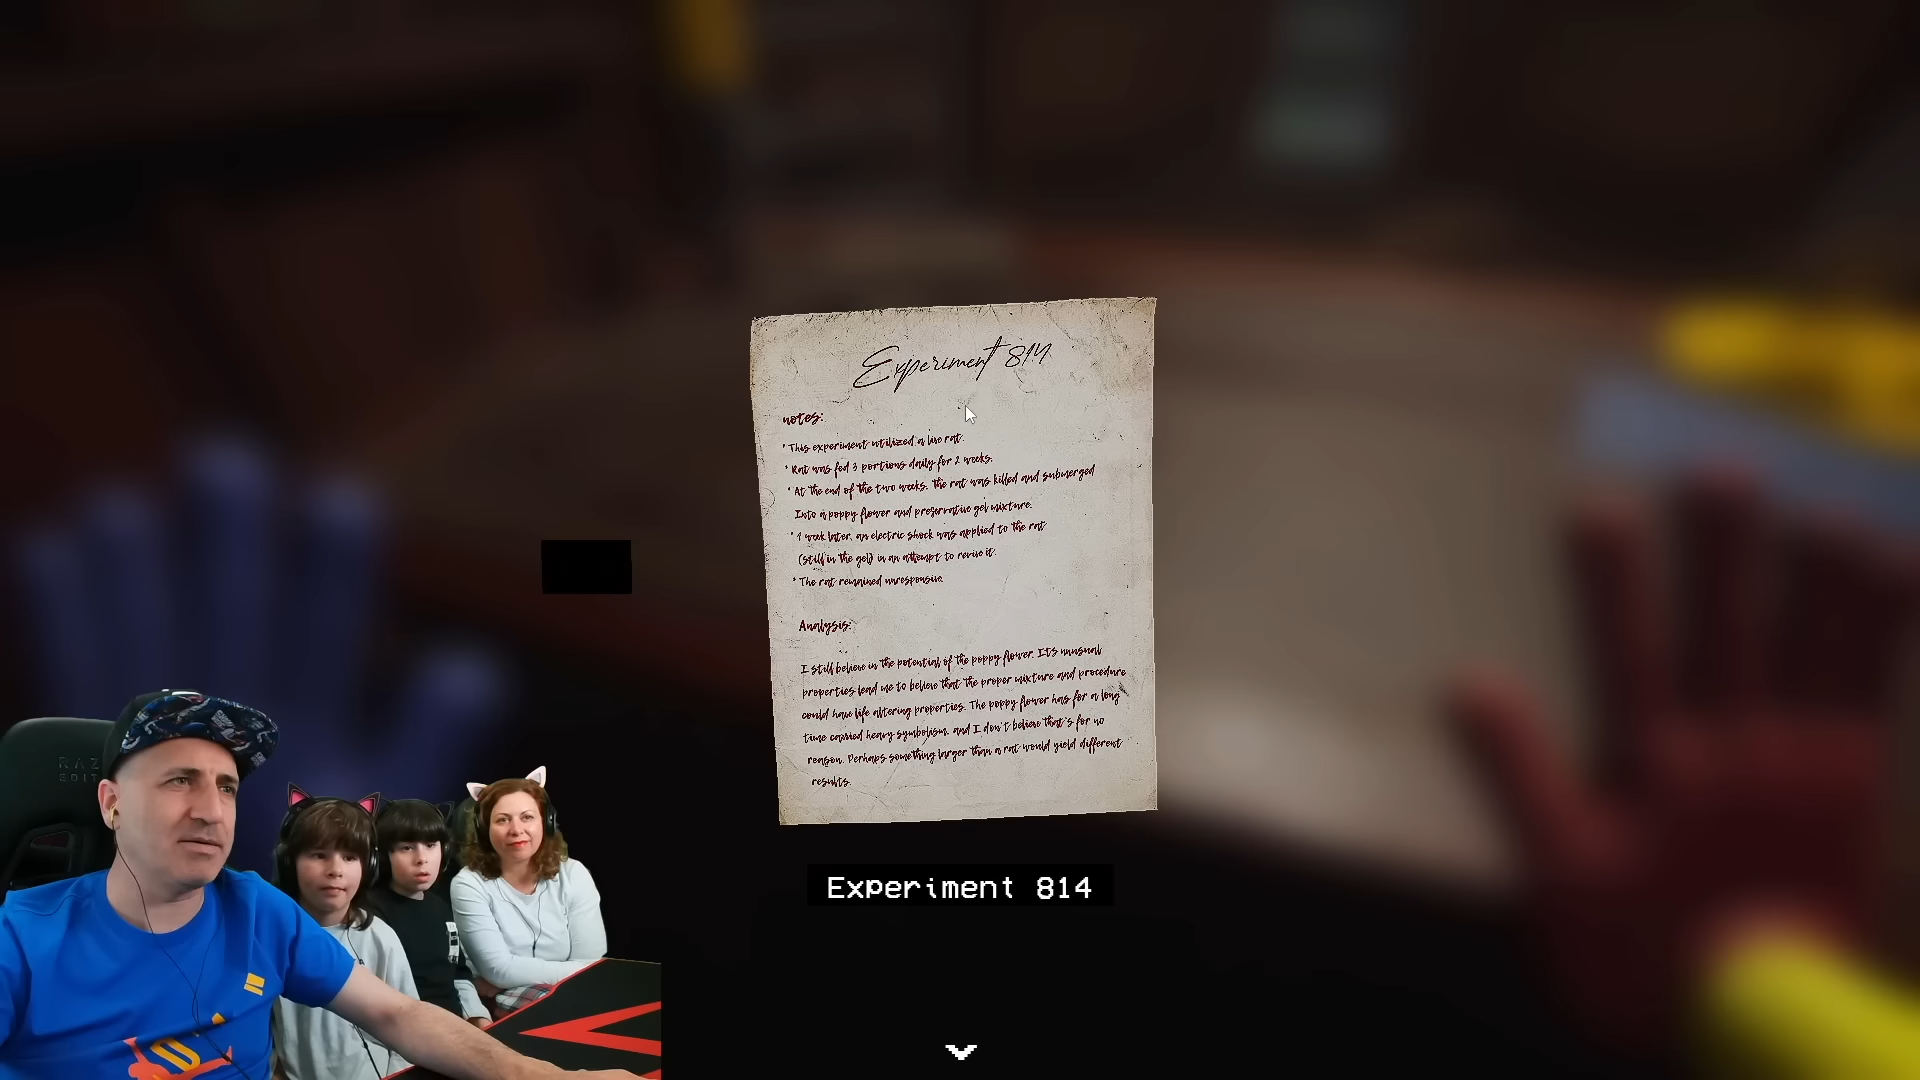 Experiment 814
notes:
* This experiment utilized a live rat.
* Rat was fed 3 portions daily for 2 weeks.
* At the end of the two weeks, the rat was killed and submerged
Into a poppy flower and preservative gel mixture.
* 1 week later, an electric shock was applied to the rat
(still in the gel) in an attempt to revive it.
* The rat remained unresponsive.
Analysis:
I still believe in the potential of the poppy flower. Its unusual
properties lead me to believe that the proper mixture and procedure
could have life altering properties. The poppy flower has for a long
time carried heavy symbolism, and I don't believe that's for no
reason. Perhaps something larger than a rat would yield different
results.
Experiment 814